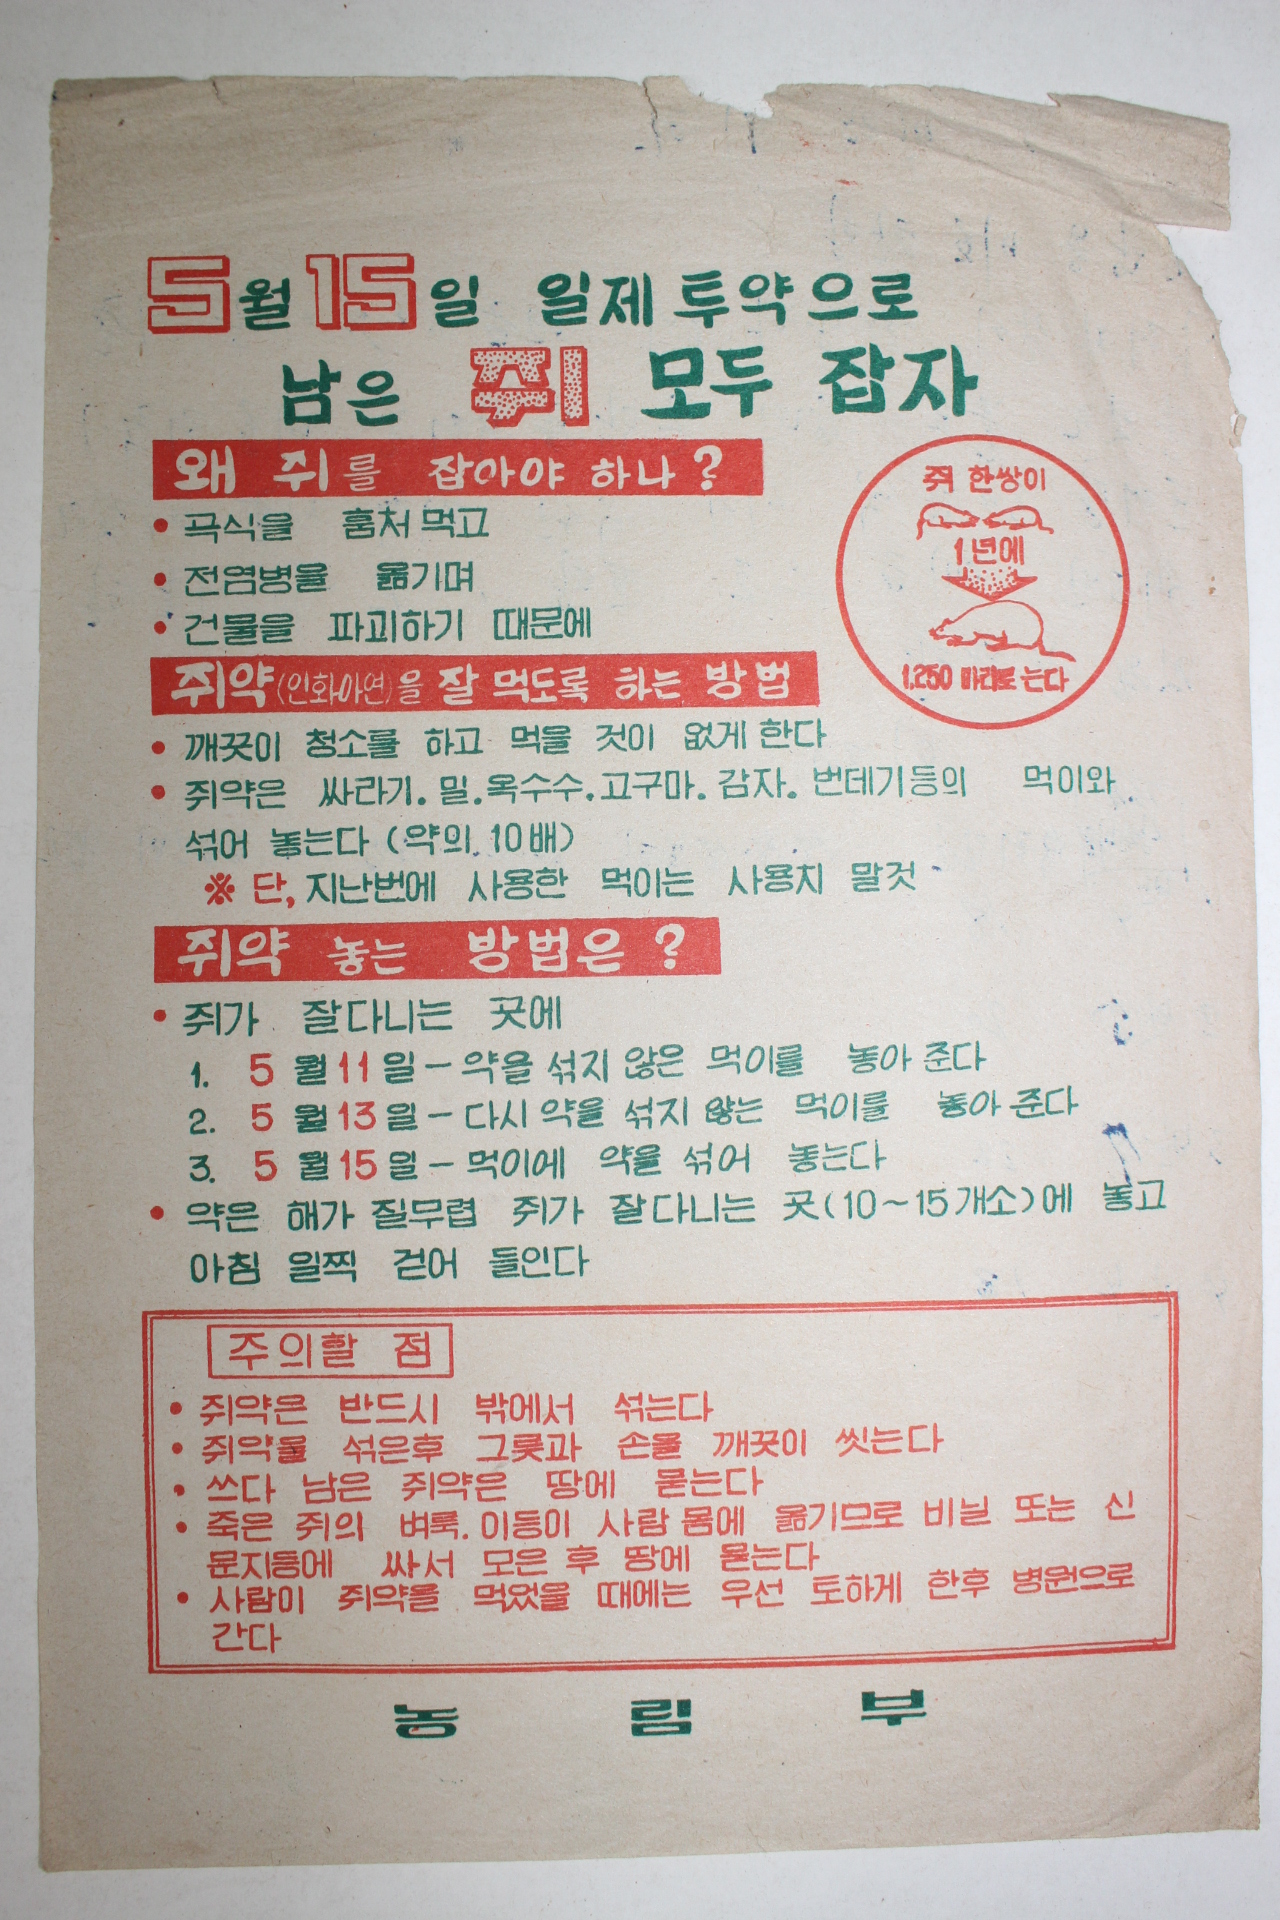 5월 15일 일제 투약으로
남은 쥐 모두 잡자
왜 쥐를 잡아야 하나?
• 곡식을 훔처 먹고
• 전염병을 옮기며
• 건물을 파괴하기 때문에
쥐 한쌍이
1년에
1,250 마리로 는다
쥐약(인화아연)을 잘 먹도록 하는 방법
• 깨끗이 청소를 하고 먹을 것이 없게 한다
• 쥐약은 싸라기. 밀. 옥수수. 고구마. 감자. 번데기등의 먹이와
섞어 놓는다 (약의 10배)
※ 단, 지난번에 사용한 먹이는 사용치 말것
쥐약 놓는 방법은?
• 쥐가 잘다니는 곳에
1. 5월 11일 - 약을 섞지 않은 먹이를 놓아 준다
2. 5월 13일 - 다시 약을 섞지 않는 먹이를 놓아 준다
3. 5월 15일 - 먹이에 약을 섞어 놓는다
• 약은 해가 질무렵 쥐가 잘다니는 곳(10~15개소)에 놓고
아침 일찍 걷어 들인다
주의할 점
• 쥐약은 반드시 밖에서 섞는다
• 쥐약을 섞은후 그릇과 손을 깨끗이 씻는다
• 쓰다 남은 쥐약은 땅에 묻는다
• 죽은 쥐의 벼룩. 이등이 사람 몸에 옮기므로 비닐 또는 신
문지등에 싸서 모은 후 땅에 묻는다
• 사람이 쥐약을 먹었을 때에는 우선 토하게 한후 병원으로
간다
농림부